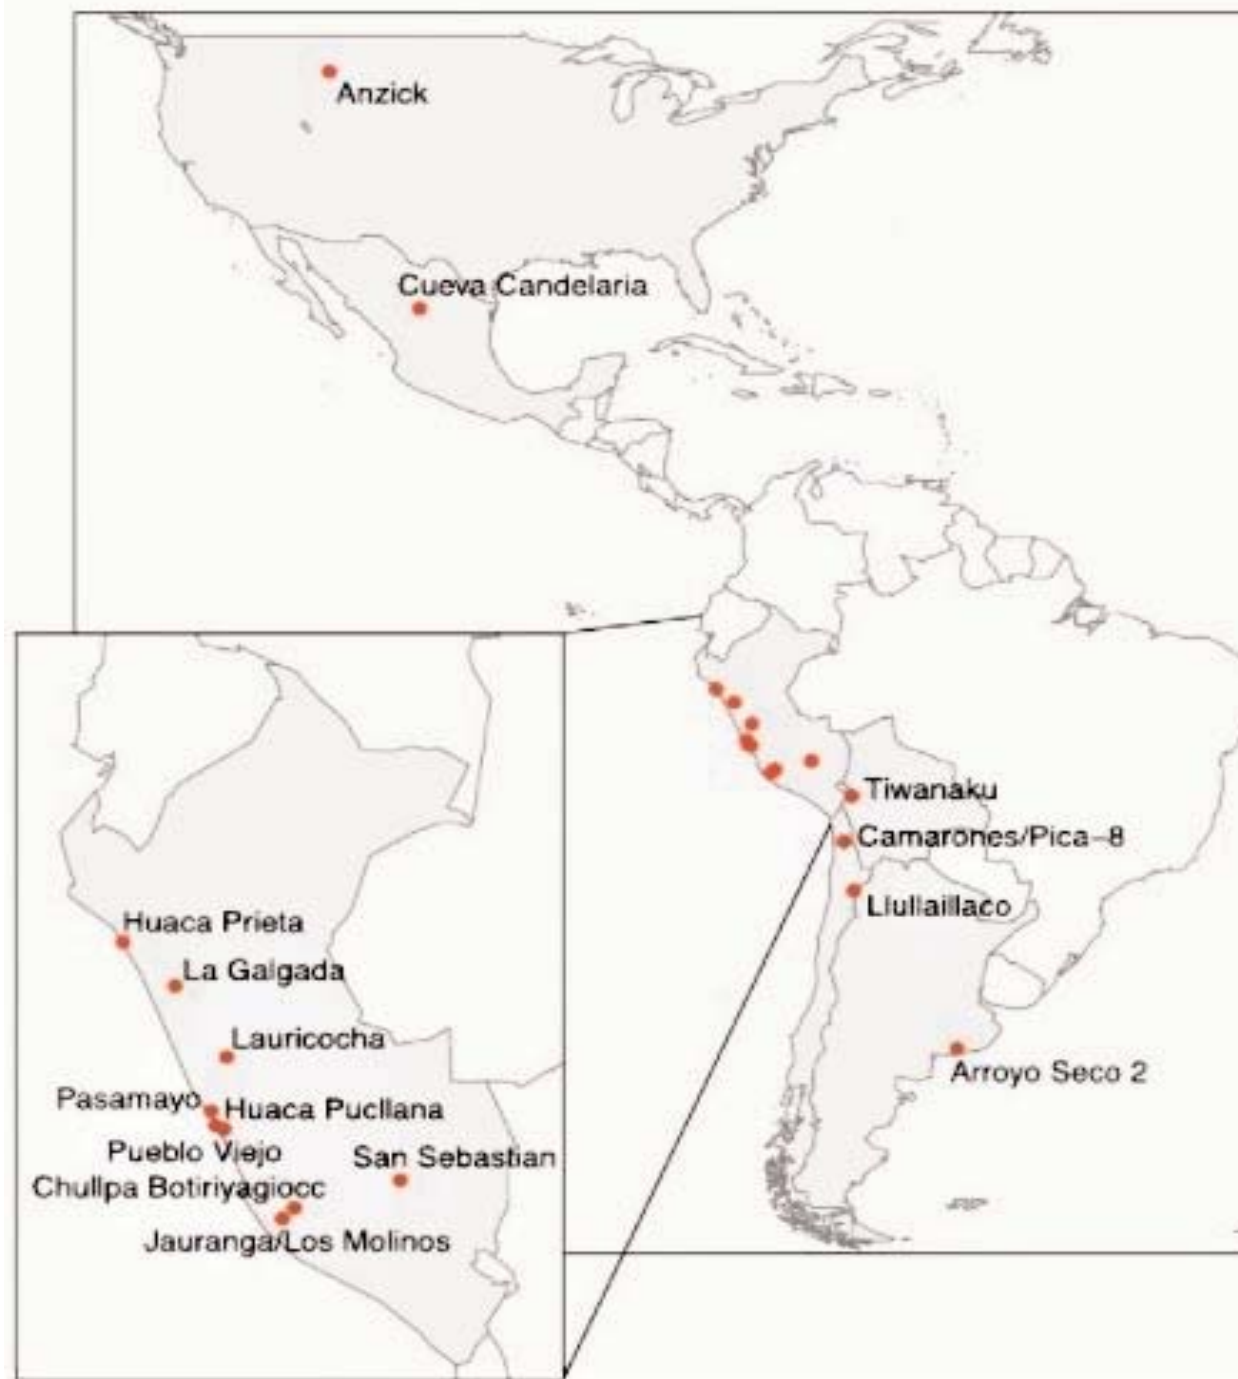 Anzick
Cueva Candelaria
Tiwanaku
Camarones/Pica-8
Llullaillaco
Arroyo Seco 2
Huaca Prieta
La Galgada
Lauricocha
Pasamayo
Huaca Pucllana
Pueblo Viejo
San Sebastian
Chullpa Botiriyagiocc
Jauranga/Los Molinos